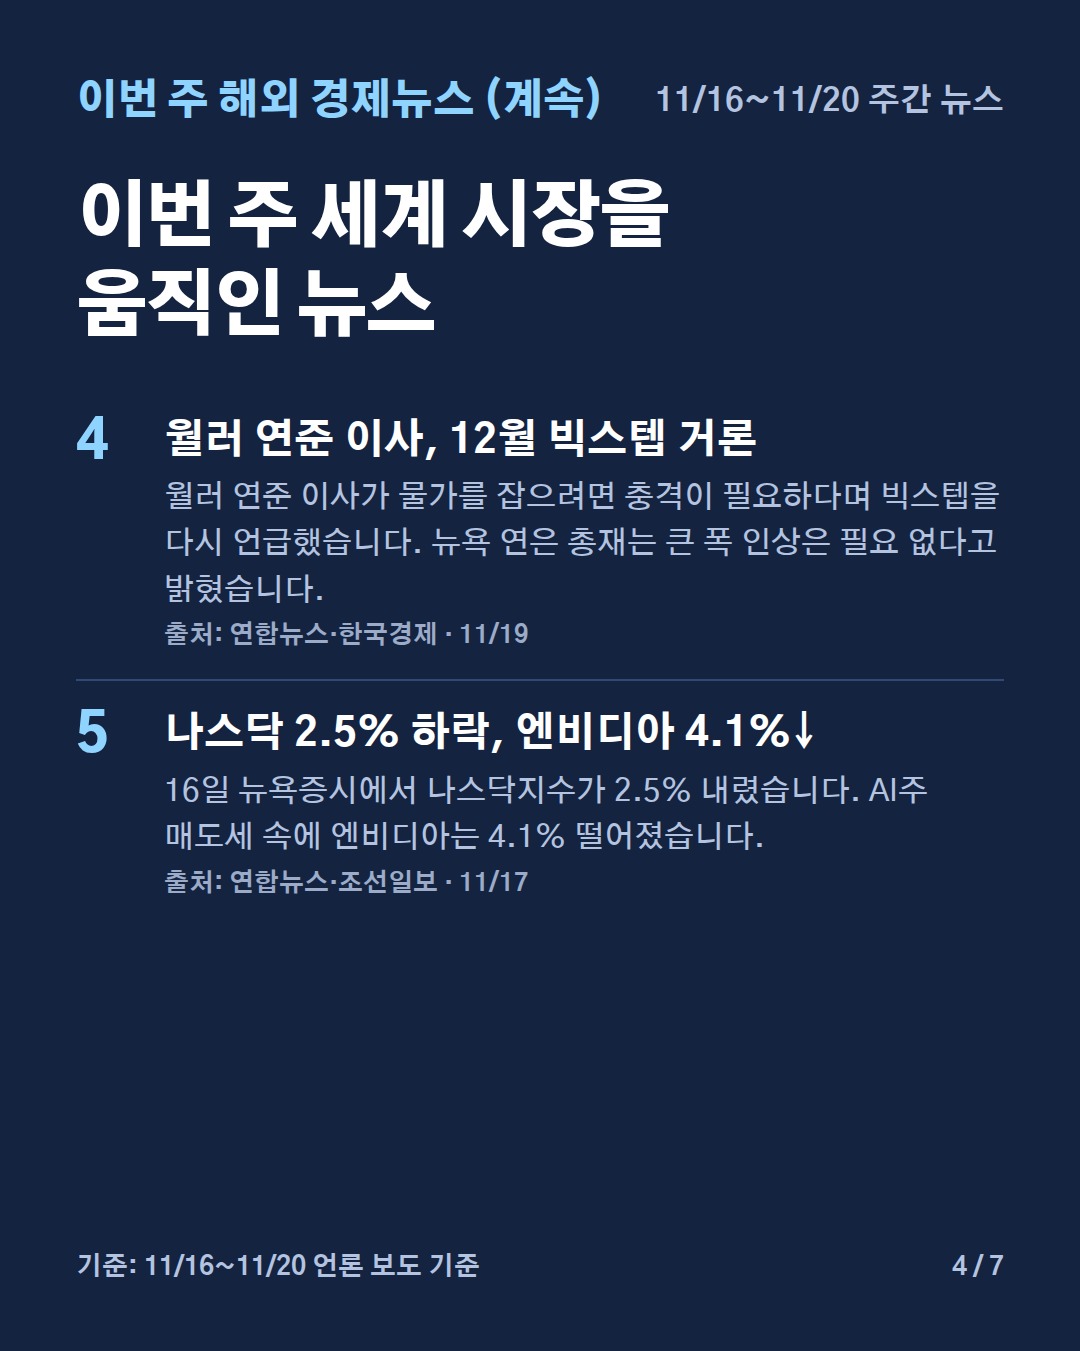 이번 주 해외 경제뉴스 (계속)
11/16~11/20 주간 뉴스
이번 주 세계 시장을
움직인 뉴스
4
월러 연준 이사, 12월 빅스텝 거론
월러 연준 이사가 물가를 잡으려면 충격이 필요하다며 빅스텝을
다시 언급했습니다. 뉴욕 연은 총재는 큰 폭 인상은 필요 없다고
밝혔습니다.
출처: 연합뉴스·한국경제 · 11/19
5
나스닥 2.5% 하락, 엔비디아 4.1%↓
16일 뉴욕증시에서 나스닥지수가 2.5% 내렸습니다. AI주
매도세 속에 엔비디아는 4.1% 떨어졌습니다.
출처: 연합뉴스·조선일보 · 11/17
기준: 11/16~11/20 언론 보도 기준
4 / 7